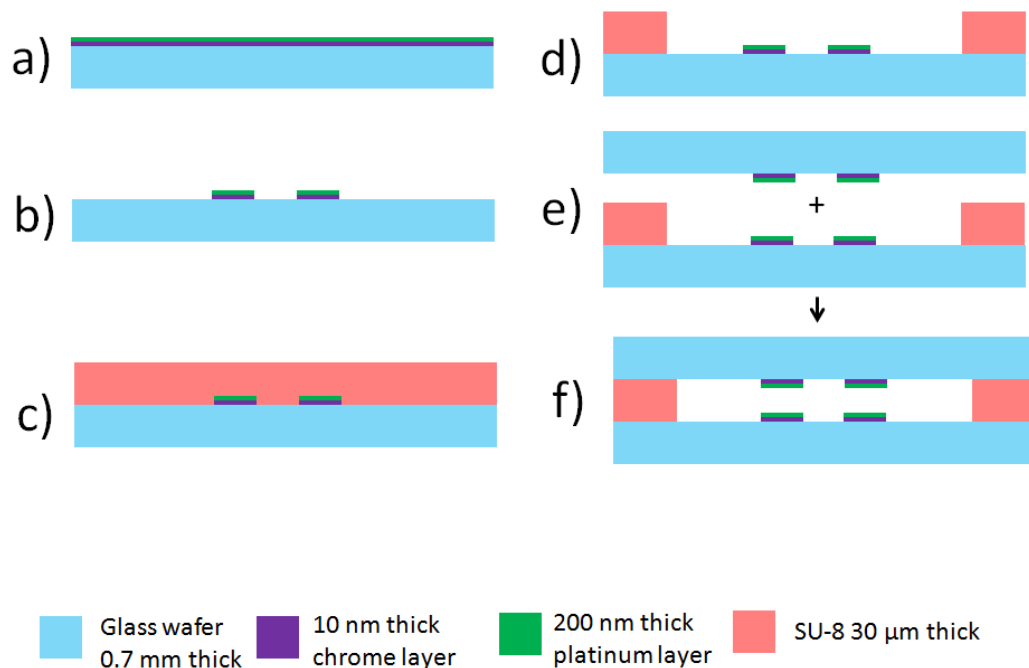 a)
b)
c)
d)
e)
+
f)
Glass wafer
0.7 mm thick
10 nm thick
chrome layer
200 nm thick
platinum layer
SU-8 30 µm thick